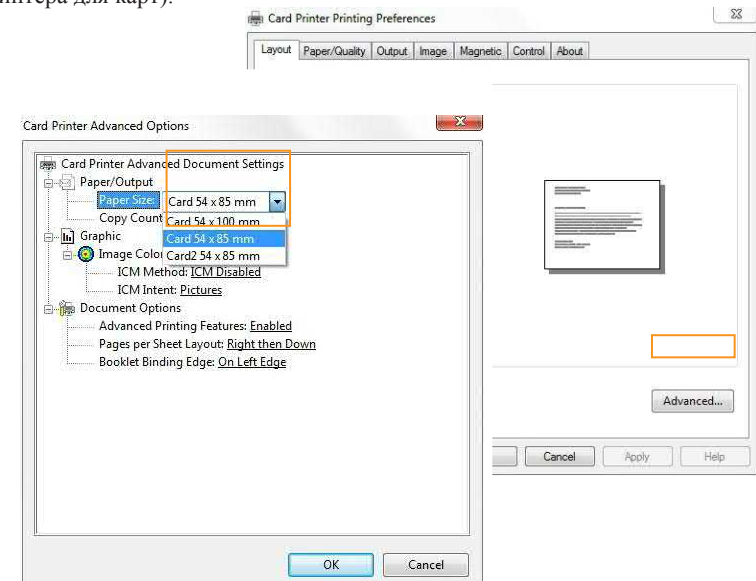 для карт).
Card Printer Printing Preferences
Layout Paper/Quality Output Image Magnetic Control About
Card Printer Advanced Options
Card Printer Advanced Document Settings
Paper/Output
Paper Size: Card 54 x 85 mm
Copy Count
Card 54 x 100 mm
Card 54 x 85 mm
Card2 54 x 85 mm
Graphic
Image Color
ICM Method: ICM Disabled
ICM Intent: Pictures
Document Options
Advanced Printing Features: Enabled
Pages per Sheet Layout: Right then Down
Booklet Binding Edge: On Left Edge
Advanced...
Cancel Apply Help
OK Cancel